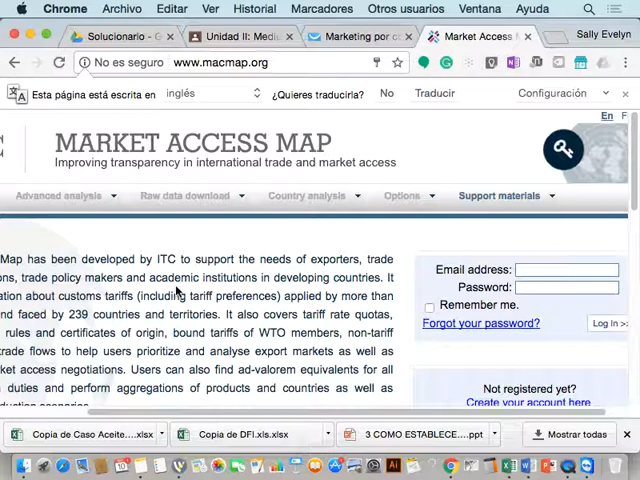 Chrome Archivo Editar Ver Historial Marcadores Otros usuarios Ventana Ayuda
Solucionario - G Unidad II: Medi Marketing por c Market Access M Sally Evelyn
No es seguro www.macmap.org
Esta página está escrita en inglés ¿Quieres traducirla? No Traducir Configuración
En F
C MARKET ACCESS MAP
Improving transparency in international trade and market access
Advanced analysis Raw data download Country analysis Options Support materials
Map has been developed by ITC to support the needs of exporters, trade
ons, trade policy makers and academic institutions in developing countries. It
ation about customs tariffs (including tariff preferences) applied by more than
nd faced by 239 countries and territories. It also covers tariff rate quotas,
rules and certificates of origin, bound tariffs of WTO members, non-tariff
trade flows to help users prioritize and analyse export markets as well as
ket access negotiations. Users can also find ad-valorem equivalents for all
duties and perform aggregations of products and countries as well as
Email address:
Password:
Remember me.
Forgot your password? Log In >>
Not registered yet?
Create your account here
Copia de Caso Aceite....xlsx Copia de DFI.xls.xlsx 3 COMO ESTABLECE....ppt Mostrar todas